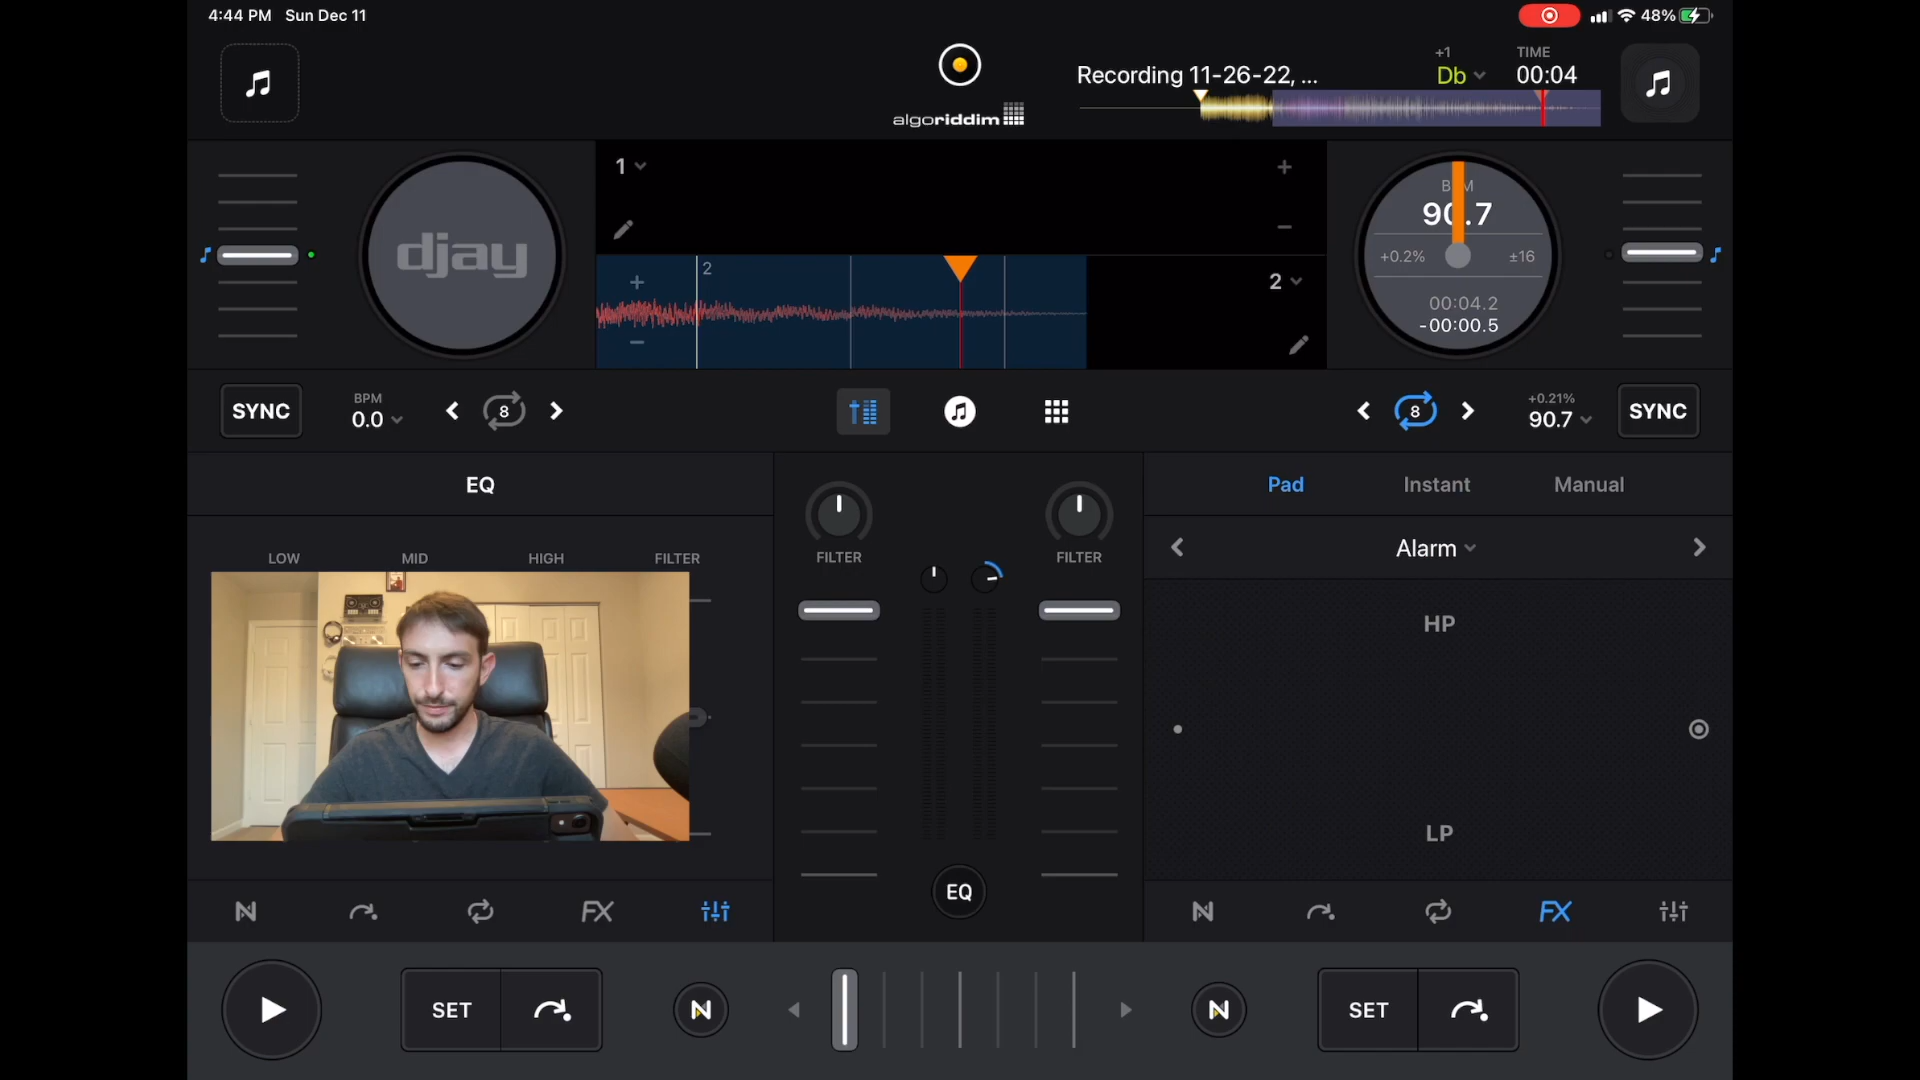 4:44 PM Sun Dec 11
48%
Recording 11-26-22, ...
+1
Db
TIME
00:04
algoriddim
1
djay
2
2
BPM
90.7
+0.2%
±16
00:04.2
-00:00.5
SYNC
BPM
0.0
8
8
+0.21%
90.7
SYNC
EQ
Pad
Instant
Manual
LOW
MID
HIGH
FILTER
FILTER
FILTER
Alarm
HP
LP
EQ
FX
FX
SET
SET